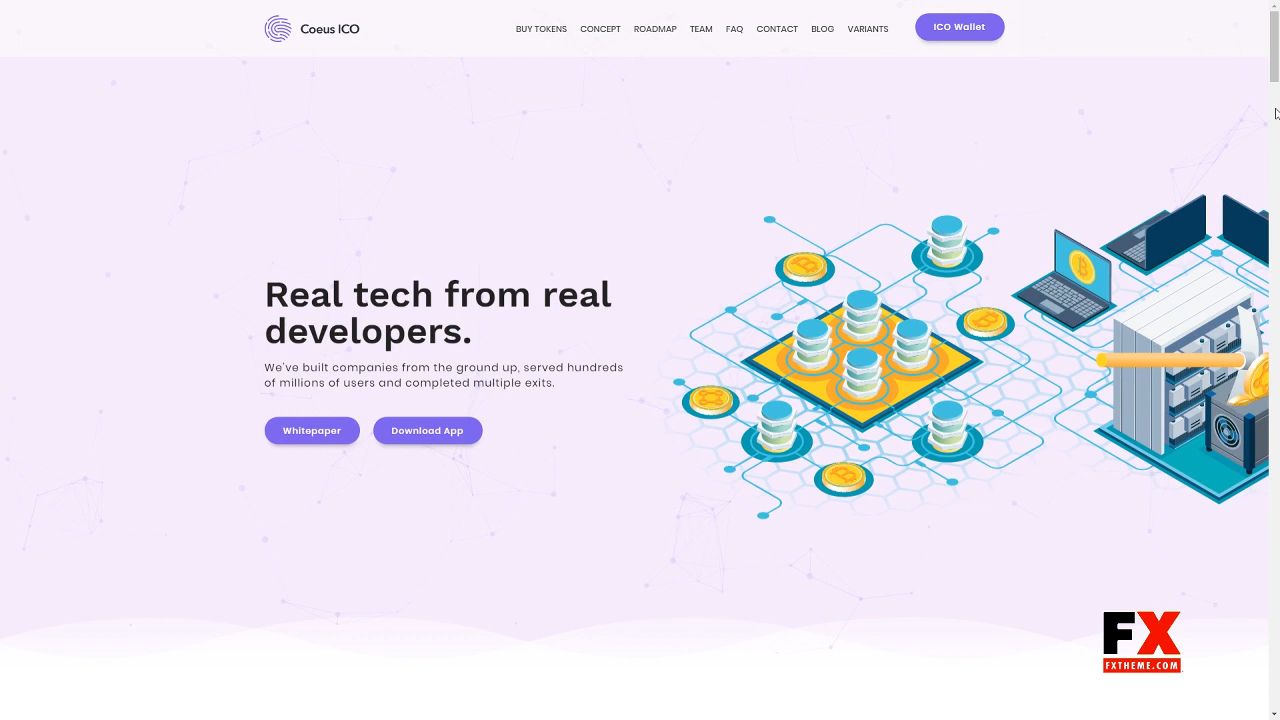 Coeus ICO
BUY TOKENS CONCEPT ROADMAP TEAM FAQ CONTACT BLOG VARIANTS ICO Wallet
Real tech from real
developers.
We've built companies from the ground up, served hundreds
of millions of users and completed multiple exits.
Whitepaper Download App
FX
FXTHEME.COM